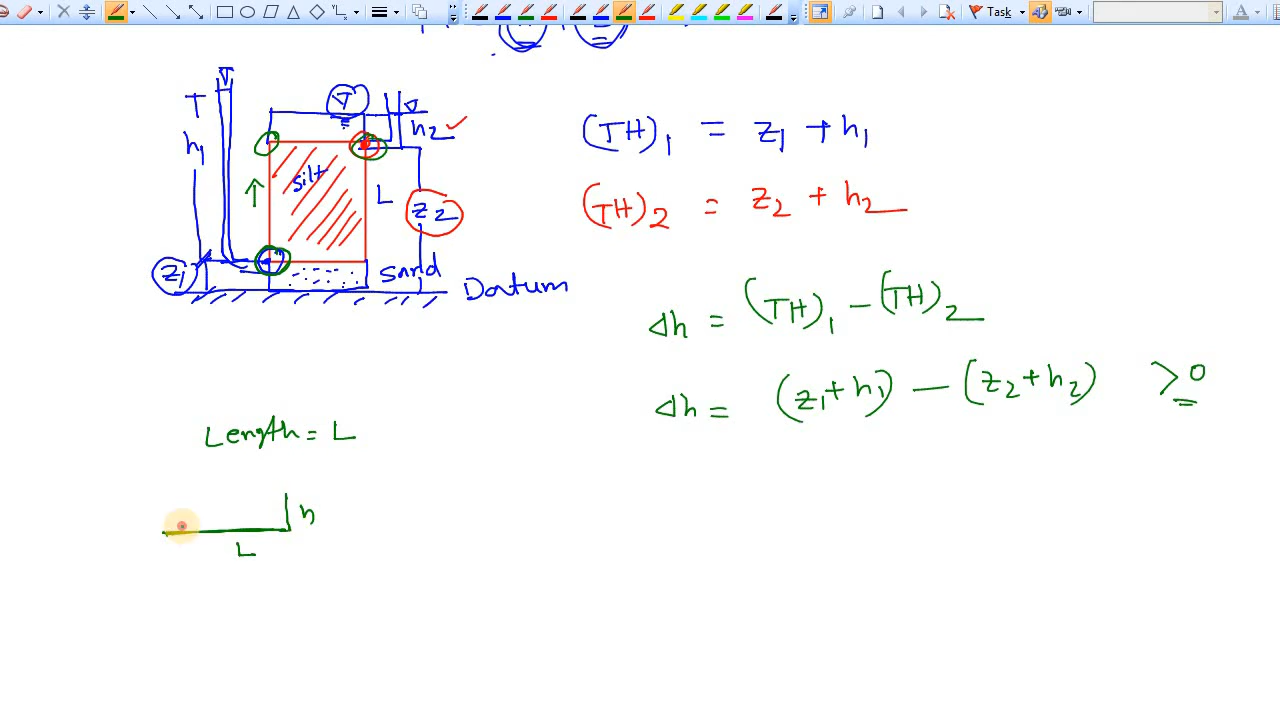 Task
A
T
h1
h2
silt
L
z2
z1
sand
Datum
(TH)1 = z1 + h1
(TH)2 = z2 + h2
Δh = (TH)1 − (TH)2
Δh = (z1 + h1) − (z2 + h2) > 0
Length = L
h
L